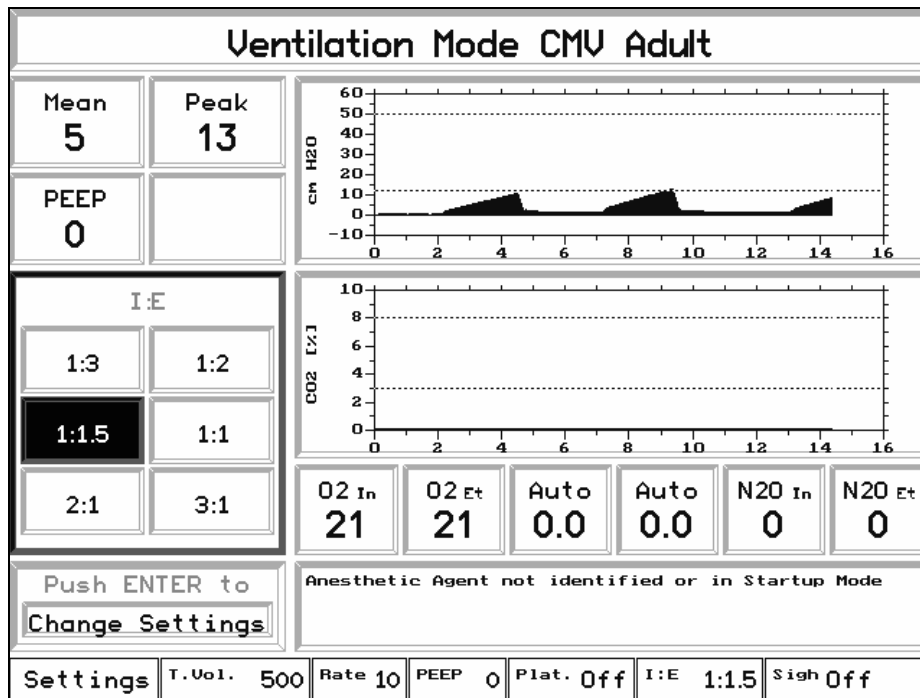 Ventilation Mode CMV Adult
Mean
5
Peak
13
PEEP
0
cm H2O
60
50
40
30
20
10
0
-10
0 2 4 6 8 10 12 14 16
I:E
1:3
1:2
1:1.5
1:1
2:1
3:1
CO2 [%]
10
8
6
4
2
0
0 2 4 6 8 10 12 14 16
O2 In
21
O2 Et
21
Auto
0.0
Auto
0.0
N2O In
0
N2O Et
0
Push ENTER to
Change Settings
Anesthetic Agent not identified or in Startup Mode
Settings T.Vol. 500 Rate 10 PEEP 0 Plat. Off I:E 1:1.5 Sigh Off